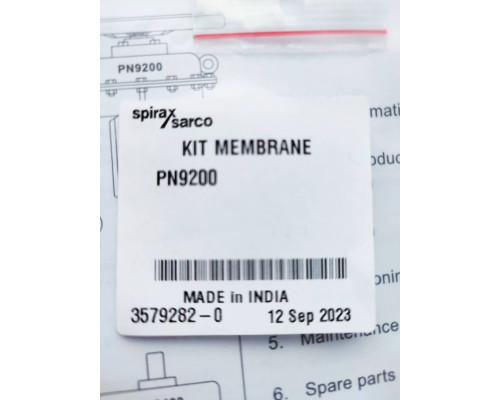 PN9200
spirax
sarco
KIT MEMBRANE
PN9200
MADE in INDIA
3579282-0 12 Sep 2023
5. Maintenance
6. Spare parts